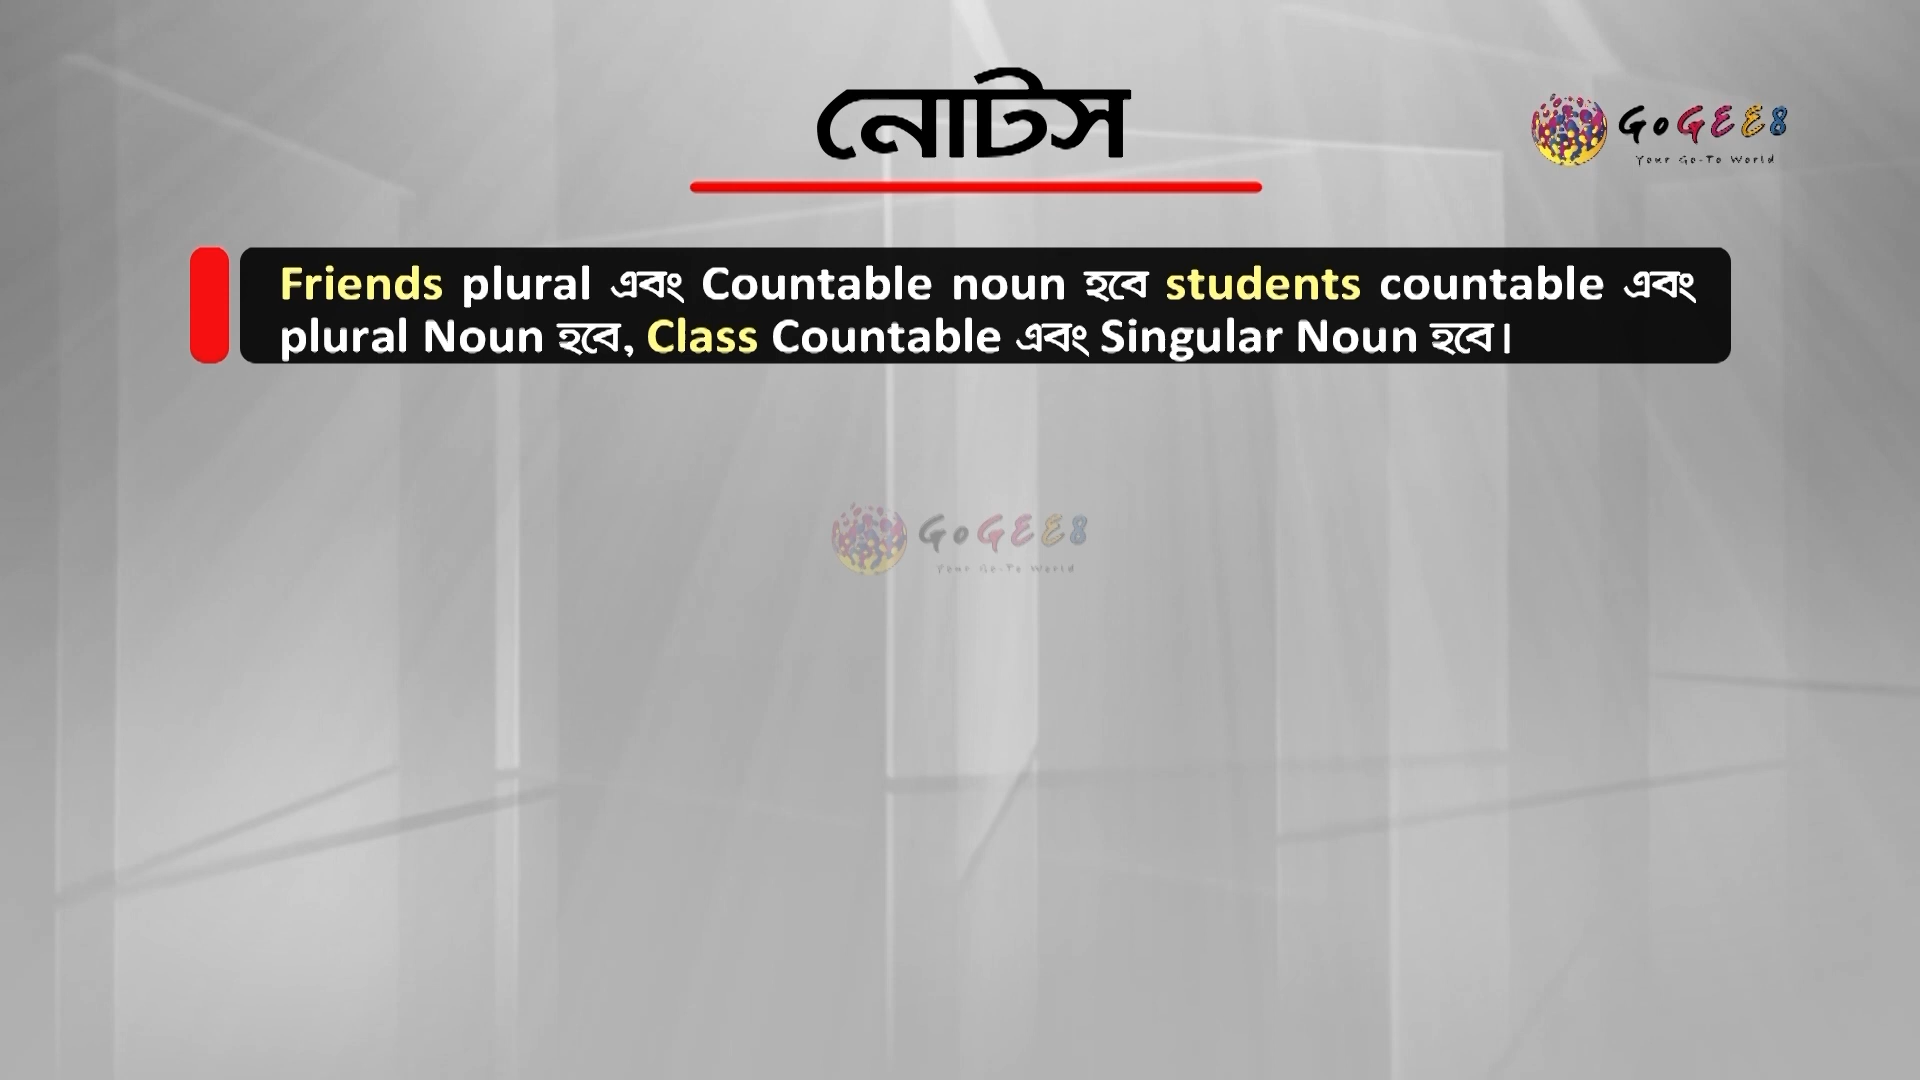 নোটস
GoGEE8
Your Go-To World
Friends plural এবং Countable noun হবে students countable এবং
plural Noun হবে, Class Countable এবং Singular Noun হবে।
GoGEE8
Your Go-To World